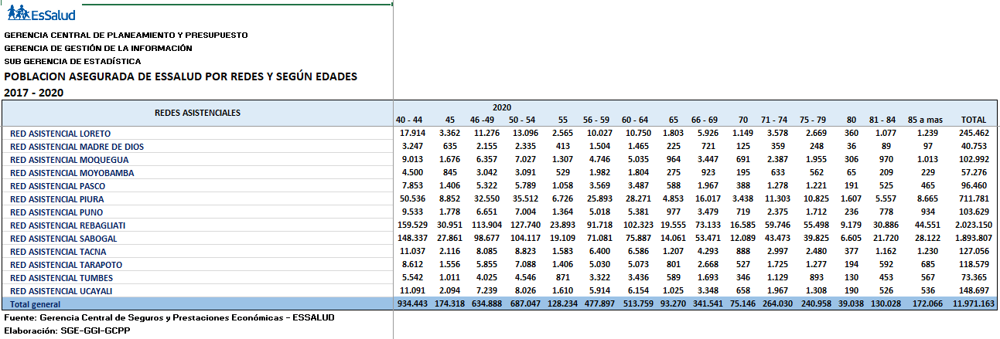 EsSalud
GERENCIA CENTRAL DE PLANEAMIENTO Y PRESUPUESTO
GERENCIA DE GESTIÓN DE LA INFORMACIÓN
SUB GERENCIA DE ESTADÍSTICA
POBLACION ASEGURADA DE ESSALUD POR REDES Y SEGÚN EDADES
2017 - 2020
REDES ASISTENCIALES 2020
40 - 44 45 46 -49 50 - 54 55 56 - 59 60 - 64 65 66 - 69 70 71 - 74 75 - 79 80 81 - 84 85 a mas TOTAL
RED ASISTENCIAL LORETO 17.914 3.362 11.276 13.096 2.565 10.027 10.750 1.803 5.926 1.149 3.578 2.669 360 1.077 1.239 245.462
RED ASISTENCIAL MADRE DE DIOS 3.247 635 2.155 2.335 413 1.504 1.465 225 721 125 359 248 36 89 97 40.753
RED ASISTENCIAL MOQUEGUA 9.013 1.676 6.357 7.027 1.307 4.746 5.035 964 3.447 691 2.387 1.955 306 970 1.013 102.992
RED ASISTENCIAL MOYOBAMBA 4.500 845 3.042 3.091 529 1.982 1.804 275 923 195 633 562 65 209 229 57.276
RED ASISTENCIAL PASCO 7.853 1.406 5.322 5.789 1.058 3.569 3.487 588 1.967 388 1.278 1.221 191 525 465 96.460
RED ASISTENCIAL PIURA 50.536 8.852 32.550 35.512 6.726 25.893 28.271 4.853 16.017 3.438 11.303 10.825 1.607 5.557 8.665 711.781
RED ASISTENCIAL PUNO 9.533 1.778 6.651 7.004 1.364 5.018 5.381 977 3.479 719 2.375 1.712 236 778 934 103.629
RED ASISTENCIAL REBAGLIATI 159.529 30.951 113.904 127.740 23.893 91.718 102.323 19.555 73.133 16.585 59.746 55.498 9.179 30.886 44.551 2.023.150
RED ASISTENCIAL SABOGAL 148.337 27.861 98.677 104.117 19.109 71.081 75.887 14.061 53.471 12.089 43.473 39.825 6.605 21.720 28.122 1.893.807
RED ASISTENCIAL TACNA 11.037 2.116 8.085 8.823 1.583 6.400 6.586 1.207 4.293 888 2.997 2.480 377 1.162 1.230 127.056
RED ASISTENCIAL TARAPOTO 8.612 1.556 5.855 7.088 1.406 5.030 5.073 801 2.668 527 1.725 1.277 194 592 685 118.579
RED ASISTENCIAL TUMBES 5.542 1.011 4.025 4.546 871 3.322 3.436 589 1.693 346 1.129 893 130 453 567 73.365
RED ASISTENCIAL UCAYALI 11.091 2.094 7.239 8.026 1.610 5.914 6.154 1.025 3.348 658 1.967 1.308 190 526 536 148.697
Total general 934.443 174.318 634.888 687.047 128.234 477.897 513.759 93.270 341.541 75.146 264.030 240.958 39.038 130.028 172.066 11.971.163
Fuente: Gerencia Central de Seguros y Prestaciones Económicas - ESSALUD
Elaboración: SGE-GGI-GCPP